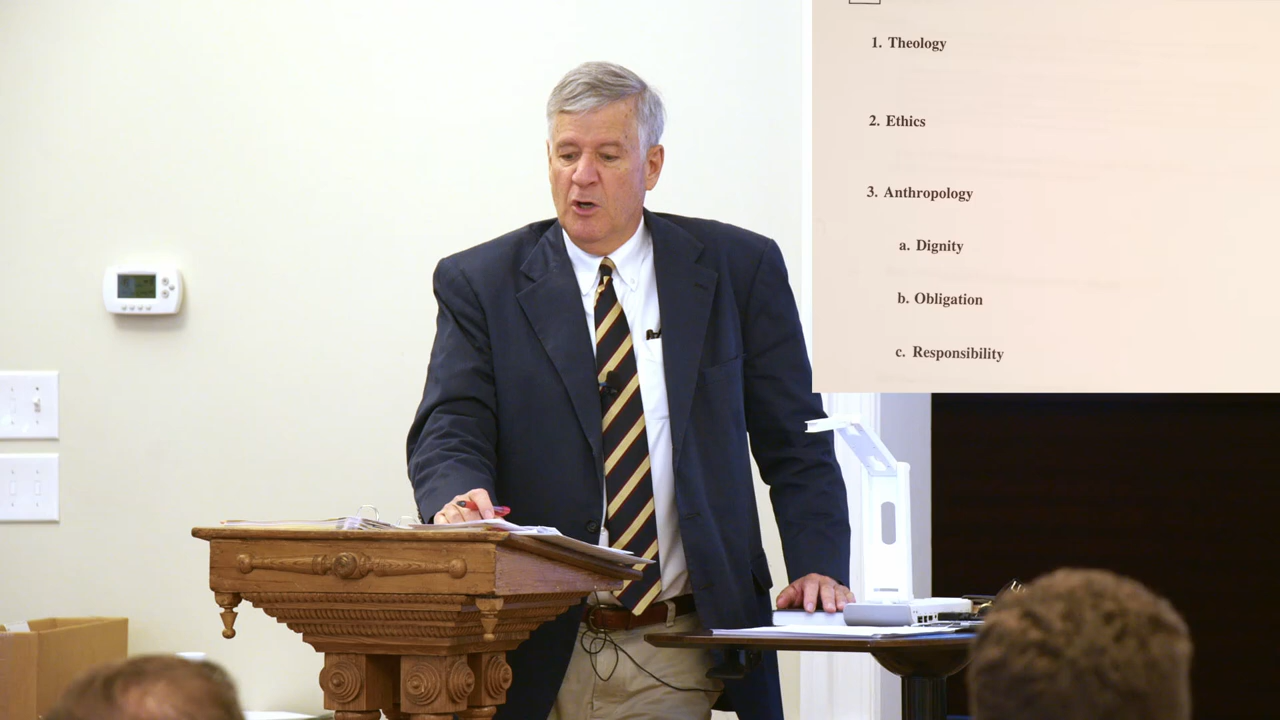 1. Theology
2. Ethics
3. Anthropology
a. Dignity
b. Obligation
c. Responsibility